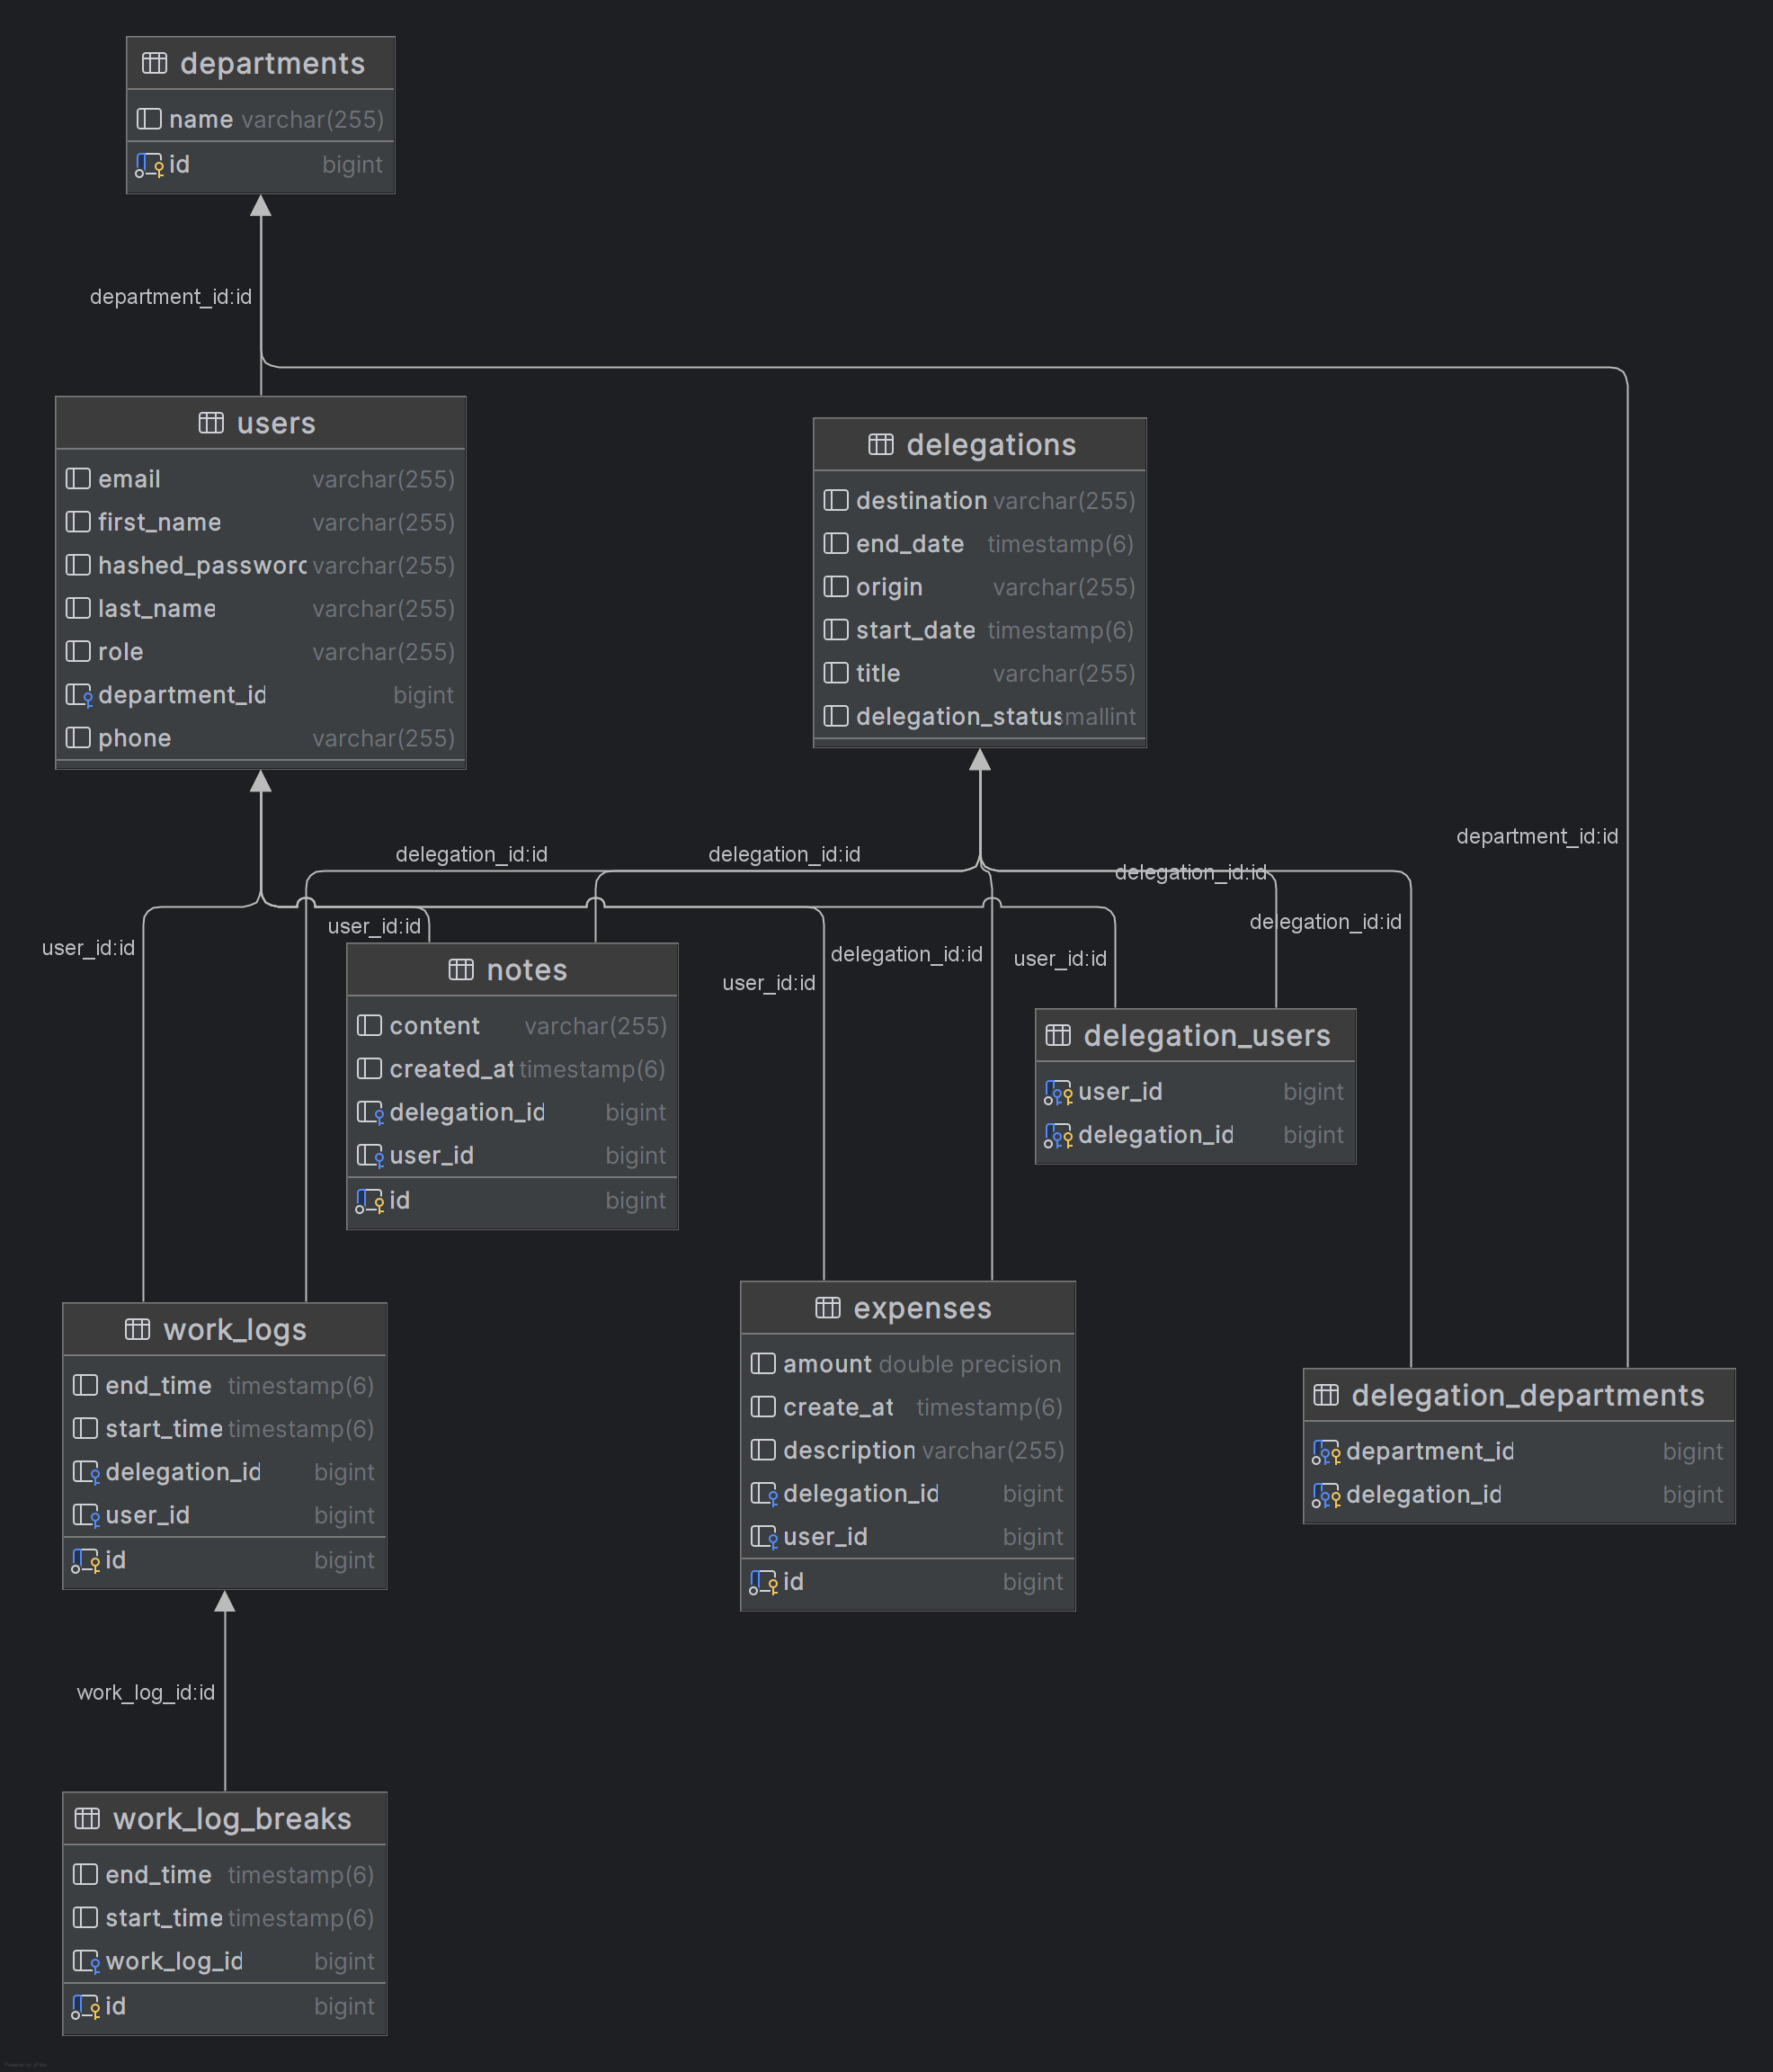 departments
name varchar(255)
id bigint
department_id:id
users
email varchar(255)
first_name varchar(255)
hashed_password varchar(255)
last_name varchar(255)
role varchar(255)
department_id bigint
phone varchar(255)
delegations
destination varchar(255)
end_date timestamp(6)
origin varchar(255)
start_date timestamp(6)
title varchar(255)
delegation_status mallint
department_id:id
delegation_id:id
delegation_id:id
delegation_id:id
delegation_id:id
user_id:id
user_id:id
delegation_id:id
user_id:id
user_id:id
notes
content varchar(255)
created_at timestamp(6)
delegation_id bigint
user_id bigint
id bigint
delegation_users
user_id bigint
delegation_id bigint
work_logs
end_time timestamp(6)
start_time timestamp(6)
delegation_id bigint
user_id bigint
id bigint
expenses
amount double precision
create_at timestamp(6)
description varchar(255)
delegation_id bigint
user_id bigint
id bigint
delegation_departments
department_id bigint
delegation_id bigint
work_log_id:id
work_log_breaks
end_time timestamp(6)
start_time timestamp(6)
work_log_id bigint
id bigint